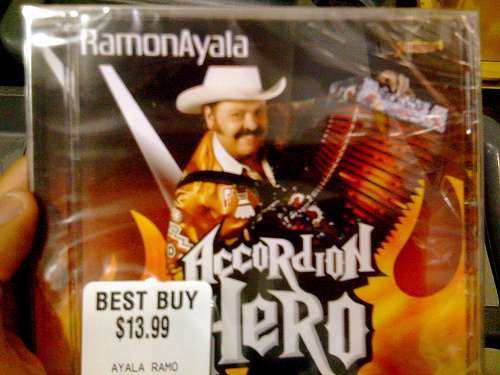 RamonAyala
ACCORDION
HERO
BEST BUY
$13.99
AYALA RAMO